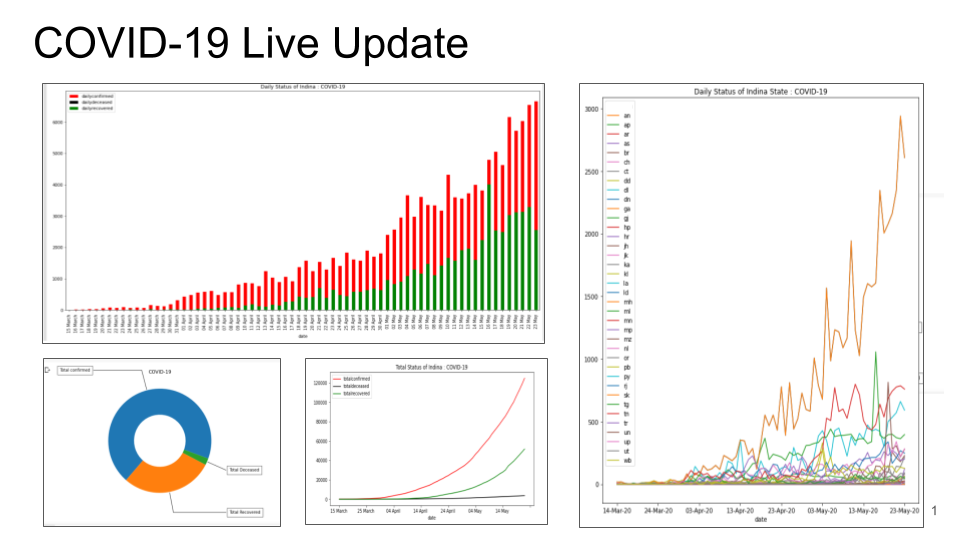 COVID-19 Live Update
Daily Status of Indina : COVID-19
dailyconfirmed
dailydeceased
dailyrecovered
6000
5000
4000
3000
2000
1000
0
date
COVID-19
Total confirmed
Total Deceased
Total Recovered
Total Status of Indina : COVID-19
totalconfirmed
totaldeceased
totalrecovered
120000
100000
80000
60000
40000
20000
0
15 March 25 March 04 April 14 April 24 April 04 May 14 May
date
Daily Status of Indina State : COVID-19
3000
2500
2000
1500
1000
500
0
an
ap
ar
as
br
ch
ct
dd
dl
dn
ga
gj
hp
hr
jh
jk
ka
kl
la
ld
mh
ml
mn
mp
mz
nl
or
pb
py
rj
sk
tg
tn
tr
un
up
ut
wb
14-Mar-20 24-Mar-20 03-Apr-20 13-Apr-20 23-Apr-20 03-May-20 13-May-20 23-May-20
date
1